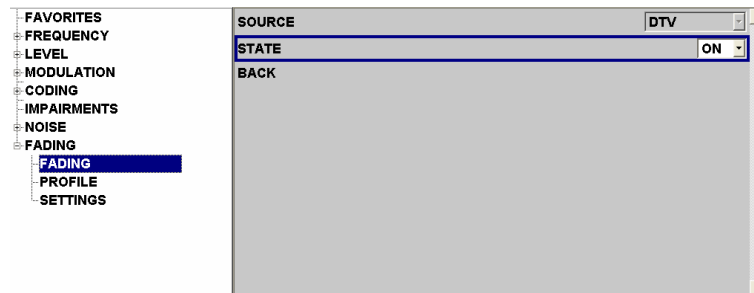 FAVORITES
FREQUENCY
LEVEL
MODULATION
CODING
IMPAIRMENTS
NOISE
FADING
FADING
PROFILE
SETTINGS
SOURCE DTV
STATE ON
BACK